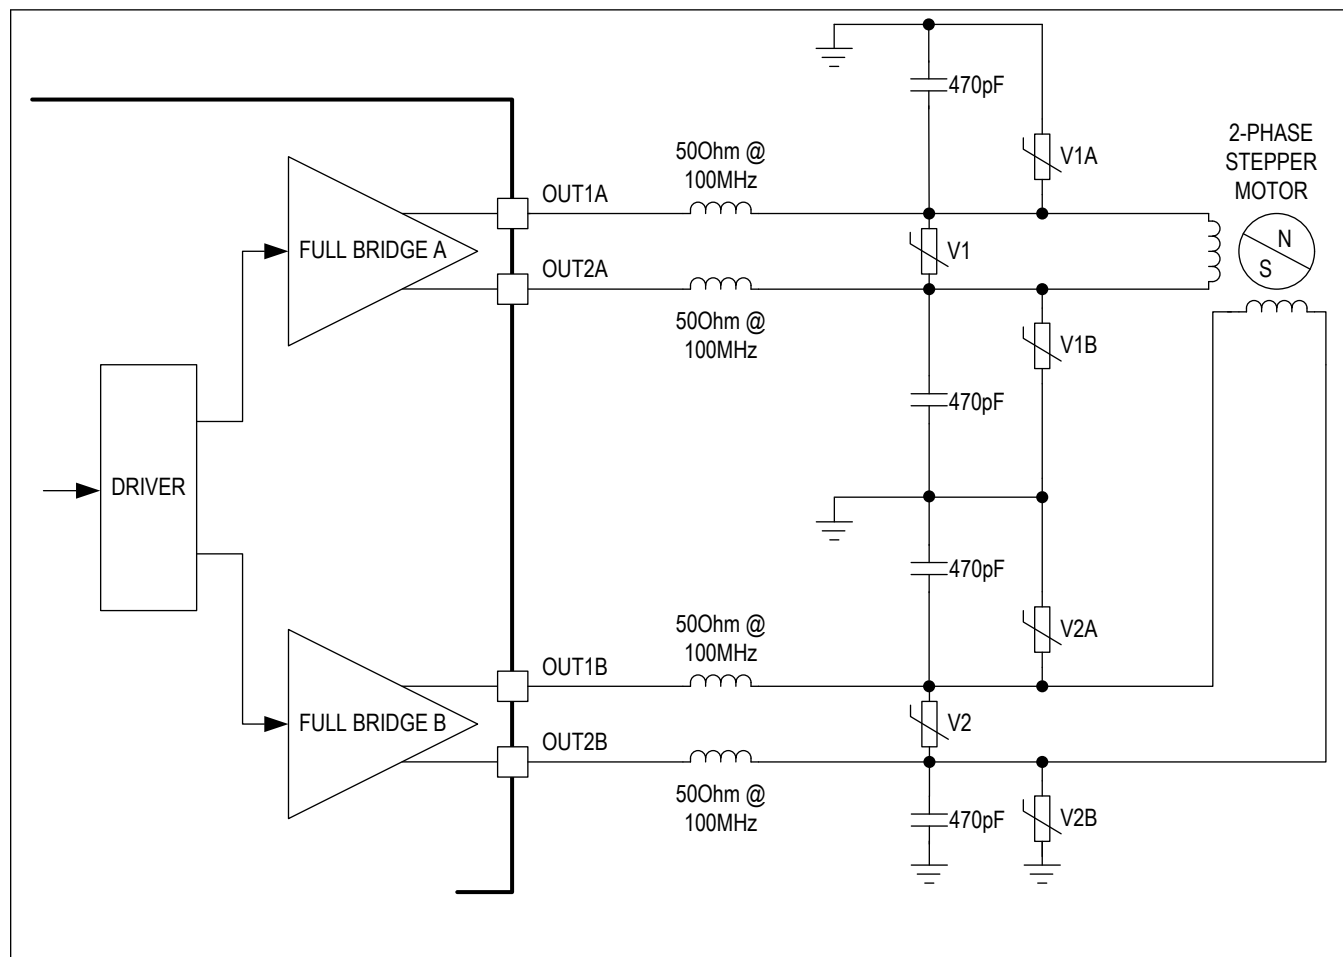 470pF
50Ohm @
100MHz
V1A
2-PHASE
STEPPER
MOTOR
OUT1A
FULL BRIDGE A
V1
N
S
OUT2A
50Ohm @
100MHz
V1B
470pF
DRIVER
470pF
50Ohm @
100MHz
V2A
OUT1B
FULL BRIDGE B
V2
OUT2B
50Ohm @
100MHz
470pF
V2B